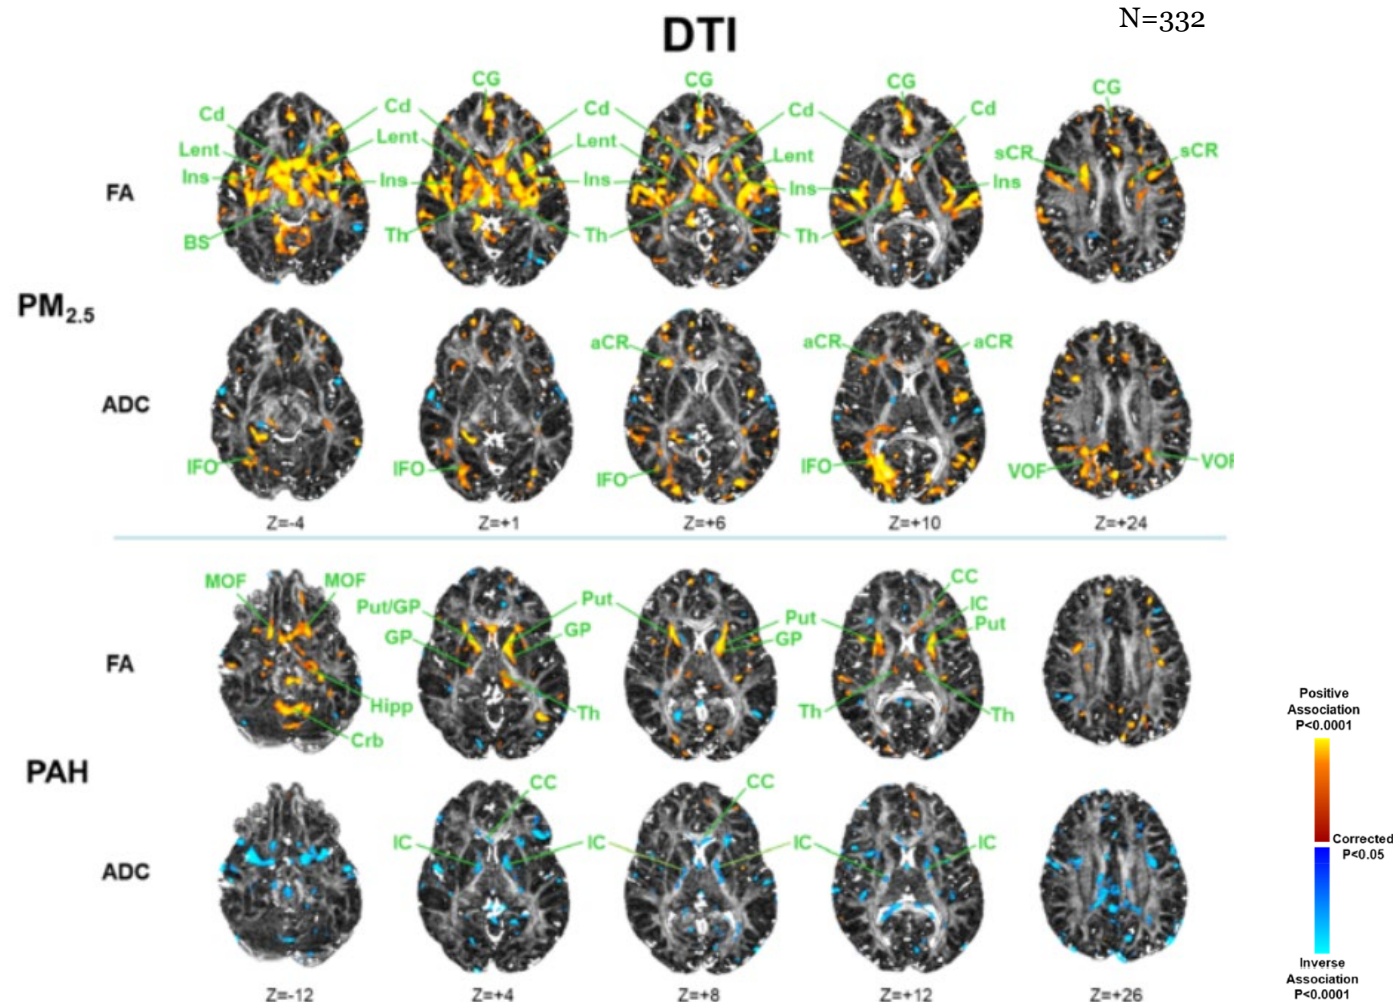 DTI
N=332
CG
CG
CG
CG
Cd
Cd
Cd
Cd
Cd
Lent
Lent
Lent
Lent
sCR
sCR
Ins
Ins
Ins
Ins
FA
BS
Th
Th
Th
PM2.5
aCR
aCR
aCR
ADC
IFO
IFO
IFO
IFO
VOF
VOF
Z=-4
Z=+1
Z=+6
Z=+10
Z=+24
MOF
MOF
CC
Put/GP
Put
IC
Put
Put
GP
GP
GP
FA
Hipp
Th
Th
Th
Crb
PAH
CC
CC
IC
IC
IC
IC
ADC
Z=-12
Z=+4
Z=+8
Z=+12
Z=+26
Positive
Association
P<0.0001
Corrected
P<0.05
Inverse
Association
P<0.0001